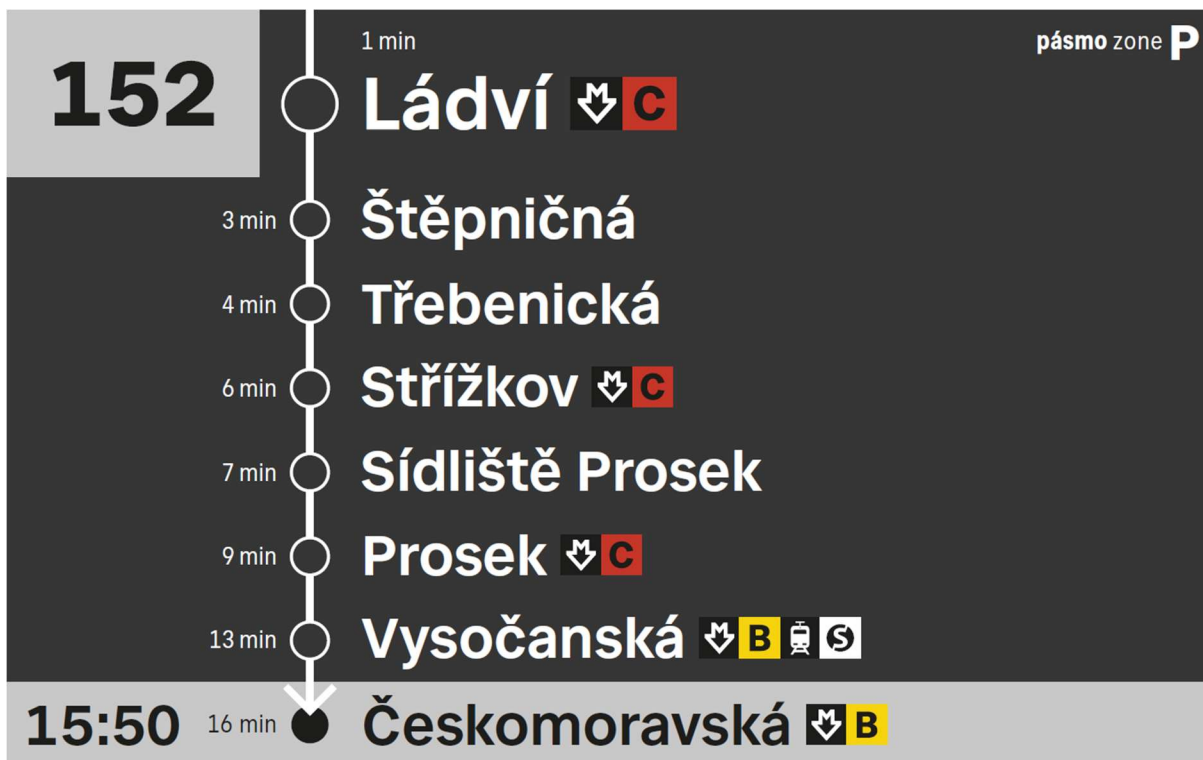 152
1 min
pásmo zone P
Ládví M C
3 min Štěpničná
4 min Třebenická
6 min Střížkov M C
7 min Sídliště Prosek
9 min Prosek M C
13 min Vysočanská M B S
15:50 16 min Českomoravská M B